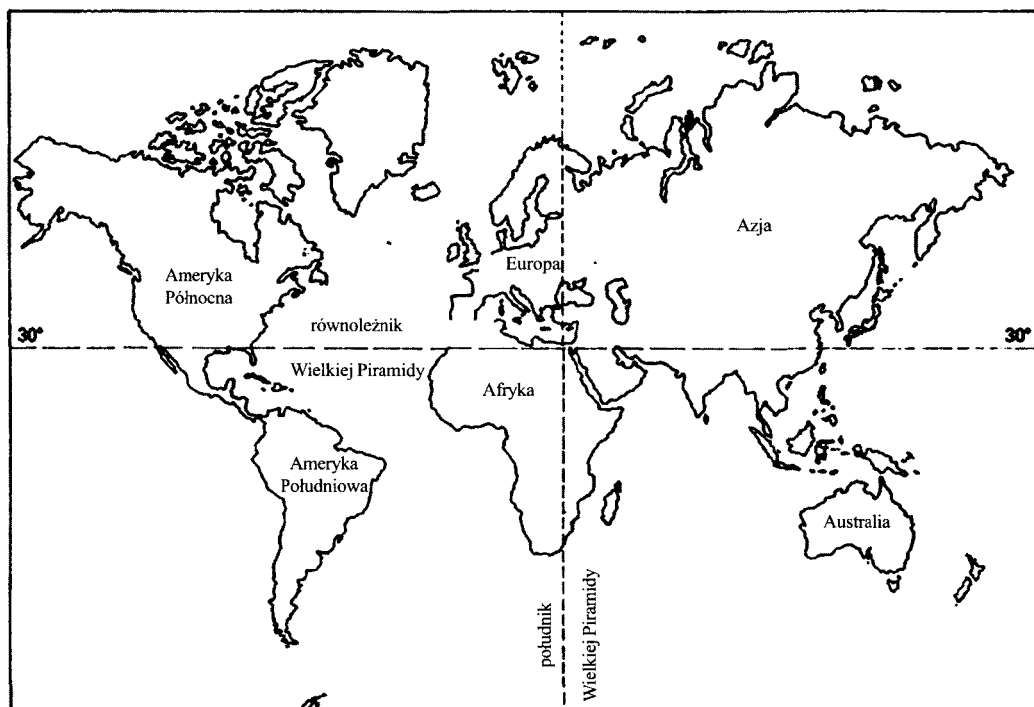 Azja
Europa
Ameryka
Północna
równoleżnik
30°
30°
Wielkiej Piramidy
Afryka
Ameryka
Południowa
Australia
południk
Wielkiej Piramidy